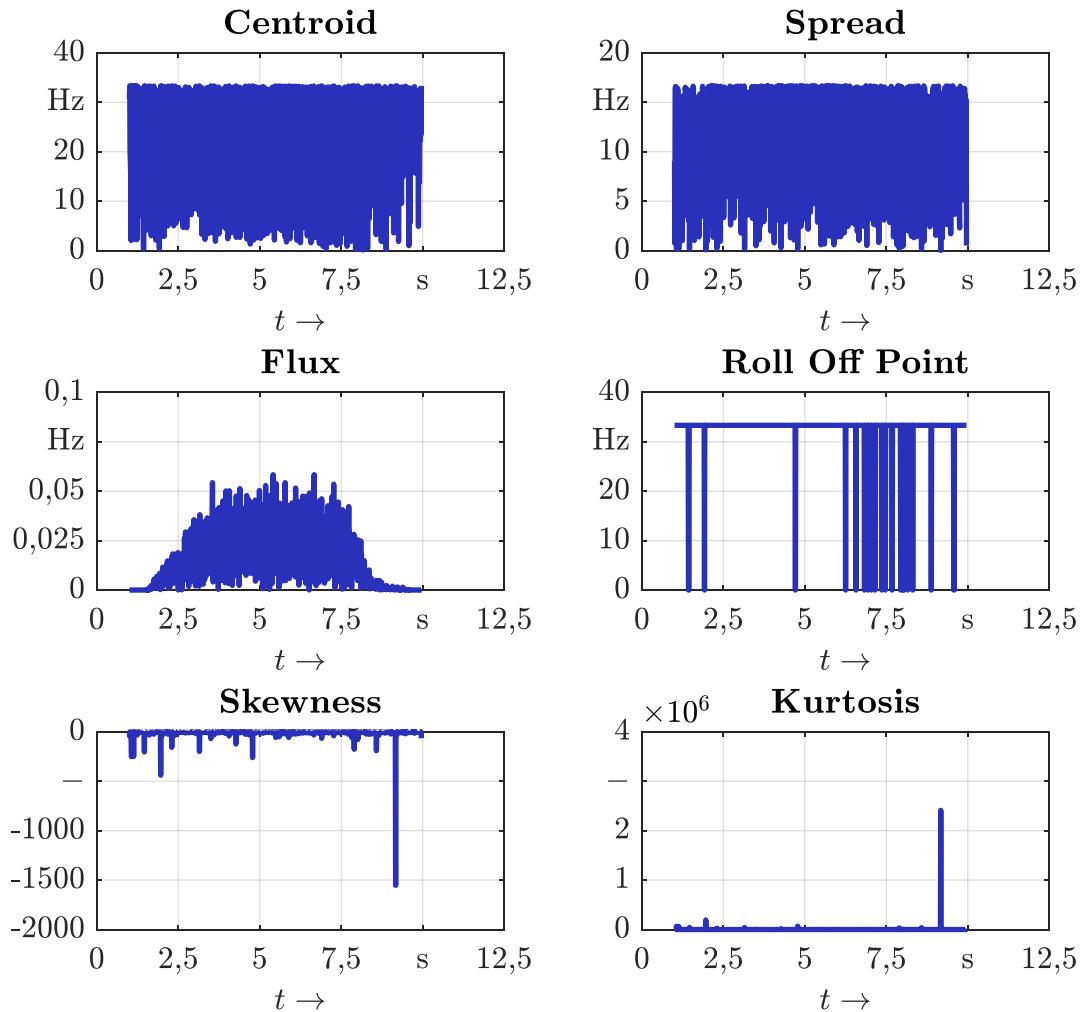 Centroid
40
Hz
20
10
0
0 2,5 5 7,5 s 12,5
t →
Spread
20
Hz
10
5
0
0 2,5 5 7,5 s 12,5
t →
Flux
0,1
Hz
0,05
0,025
0
0 2,5 5 7,5 s 12,5
t →
Roll Off Point
40
Hz
20
10
0
0 2,5 5 7,5 s 12,5
t →
Skewness
0
—
-1000
-1500
-2000
0 2,5 5 7,5 s 12,5
t →
Kurtosis
×10⁶
4
—
2
1
0
0 2,5 5 7,5 s 12,5
t →